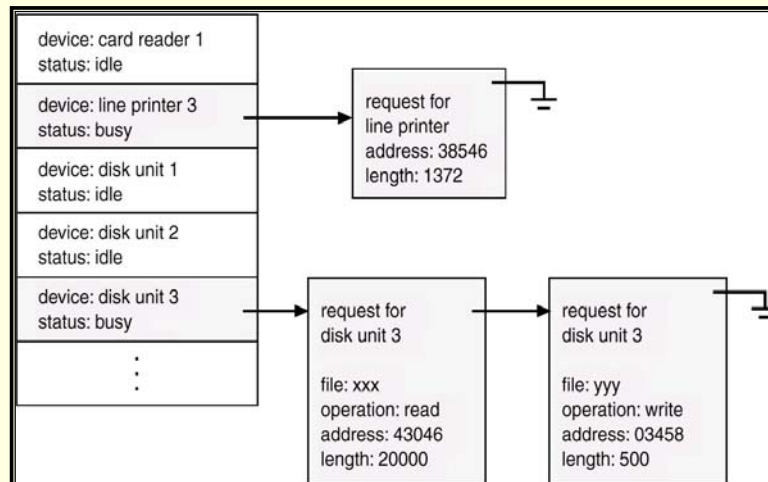 device: card reader 1
status: idle
device: line printer 3
status: busy
device: disk unit 1
status: idle
device: disk unit 2
status: idle
device: disk unit 3
status: busy
request for
line printer
address: 38546
length: 1372
request for
disk unit 3
file: xxx
operation: read
address: 43046
length: 20000
request for
disk unit 3
file: yyy
operation: write
address: 03458
length: 500